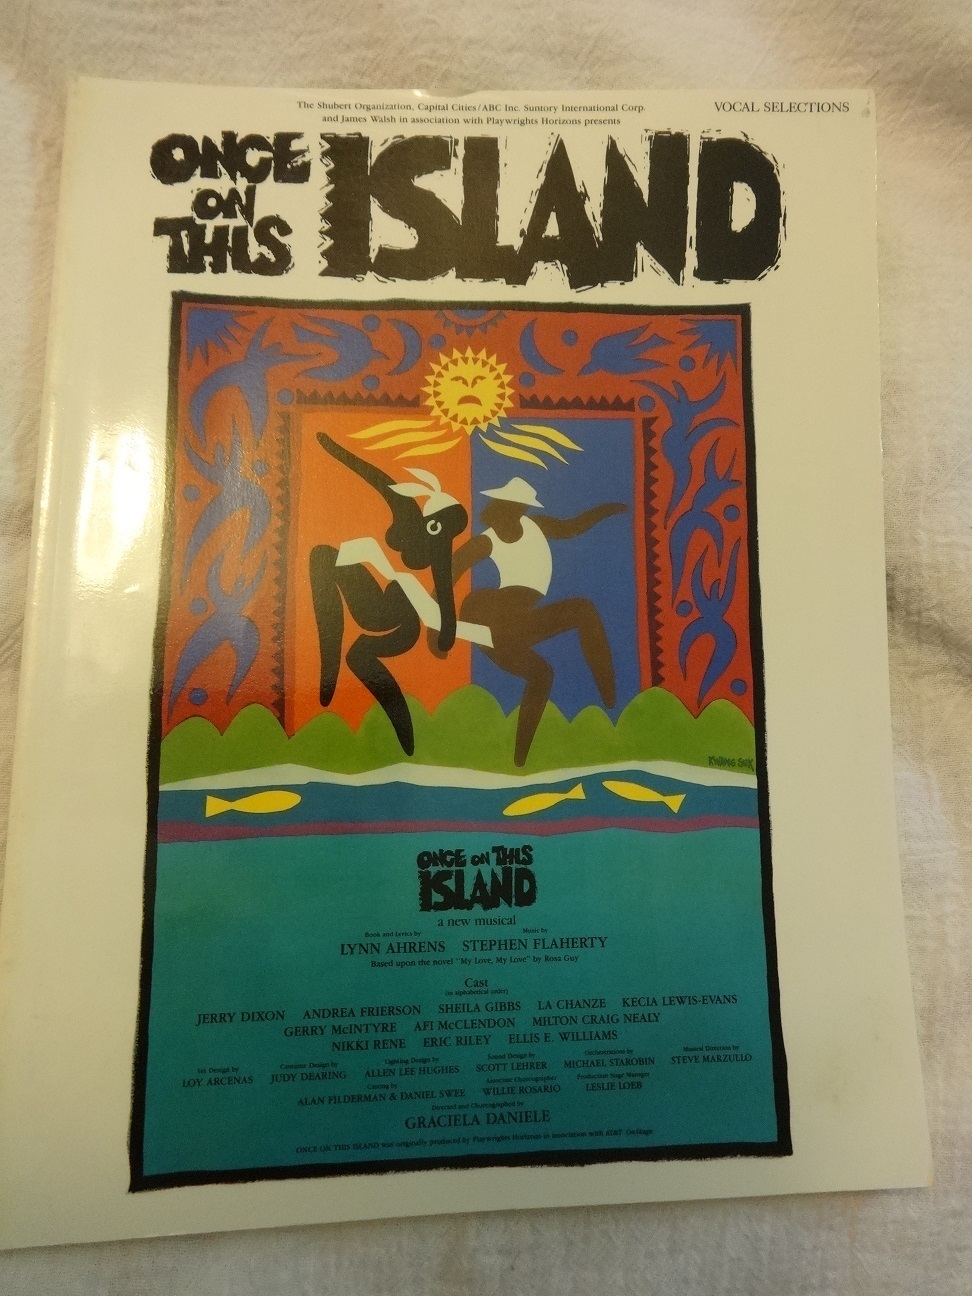 The Shubert Organization, Capital Cities/ABC Inc. Suntory International Corp.
and James Walsh in association with Playwrights Horizons presents
VOCAL SELECTIONS
ONCE
ON
THIS
ISLAND
KWANG SUK
ONCE ON THIS
ISLAND
a new musical
Book and Lyrics by Music by
LYNN AHRENS STEPHEN FLAHERTY
Based upon the novel "My Love, My Love" by Rosa Guy
Cast
(in alphabetical order)
JERRY DIXON ANDREA FRIERSON SHEILA GIBBS LA CHANZE KECIA LEWIS-EVANS
GERRY McINTYRE AFI McCLENDON MILTON CRAIG NEALY
NIKKI RENE ERIC RILEY ELLIS E. WILLIAMS
Set Design by Costume Design by Lighting Design by Sound Design by Orchestrations by Musical Direction by
LOY ARCENAS JUDY DEARING ALLEN LEE HUGHES SCOTT LEHRER MICHAEL STAROBIN STEVE MARZULLO
Casting by Associate Choreographer Production Stage Manager
ALAN FILDERMAN & DANIEL SWEE WILLIE ROSARIO LESLIE LOEB
Directed and Choreographed by
GRACIELA DANIELE
ONCE ON THIS ISLAND was originally produced by Playwrights Horizons in association with AT&T OnStage.